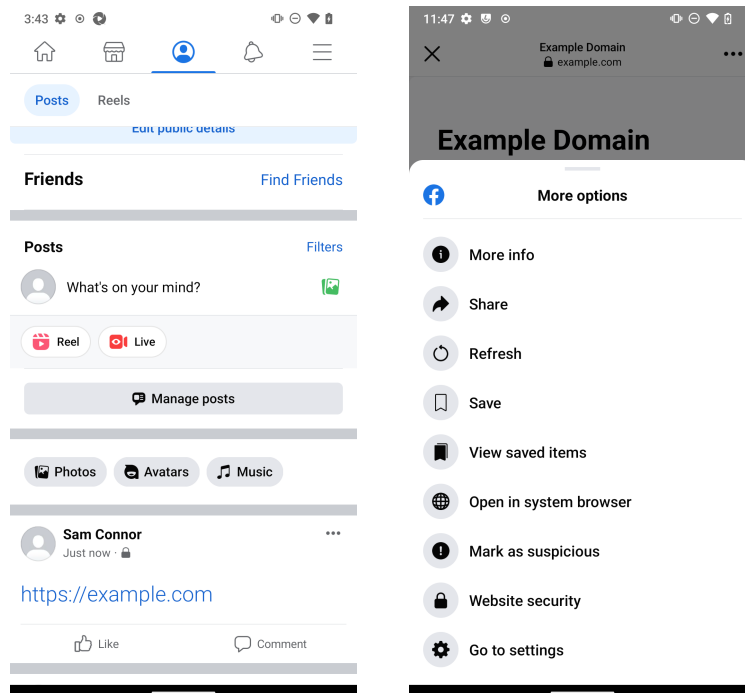 3:43
Posts Reels
Edit public details
Friends Find Friends
Posts Filters
What's on your mind?
Reel Live
Manage posts
Photos Avatars Music
Sam Connor
Just now ·
https://example.com
Like Comment
11:47
Example Domain
example.com
Example Domain
More options
More info
Share
Refresh
Save
View saved items
Open in system browser
Mark as suspicious
Website security
Go to settings